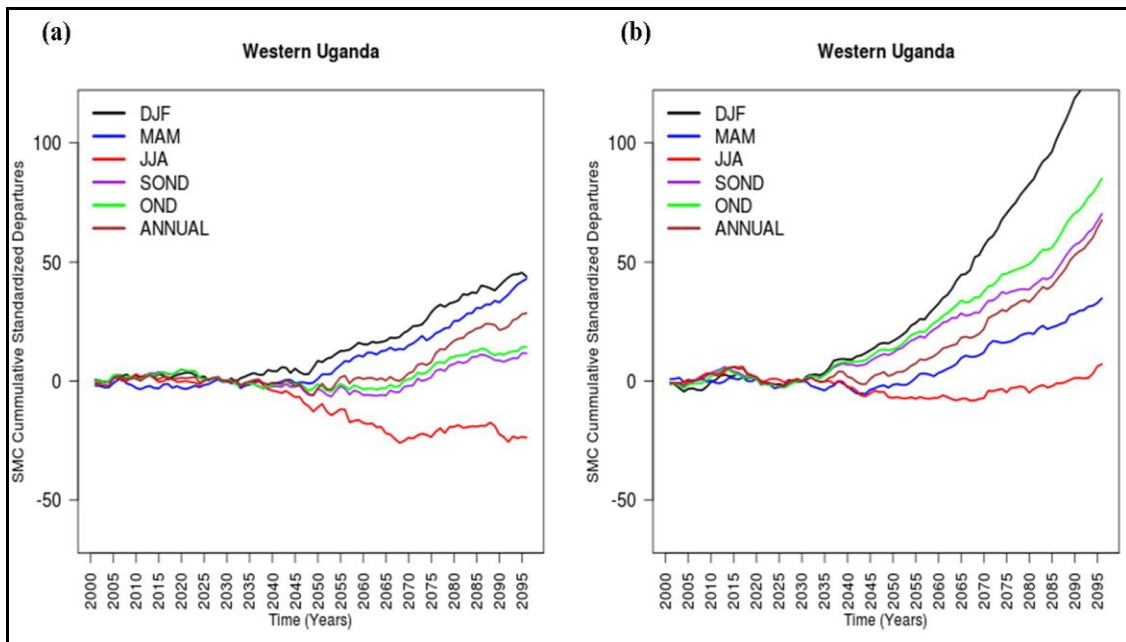 (a)
Western Uganda
DJF
MAM
JJA
SOND
OND
ANNUAL
SMC Cummulative Standardized Departures
100
50
0
-50
2000
2005
2010
2015
2020
2025
2030
2035
2040
2045
2050
2055
2060
2065
2070
2075
2080
2085
2090
2095
Time (Years)
(b)
Western Uganda
DJF
MAM
JJA
SOND
OND
ANNUAL
SMC Cummulative Standardized Departures
100
50
0
-50
2000
2005
2010
2015
2020
2025
2030
2035
2040
2045
2050
2055
2060
2065
2070
2075
2080
2085
2090
2095
Time (Years)